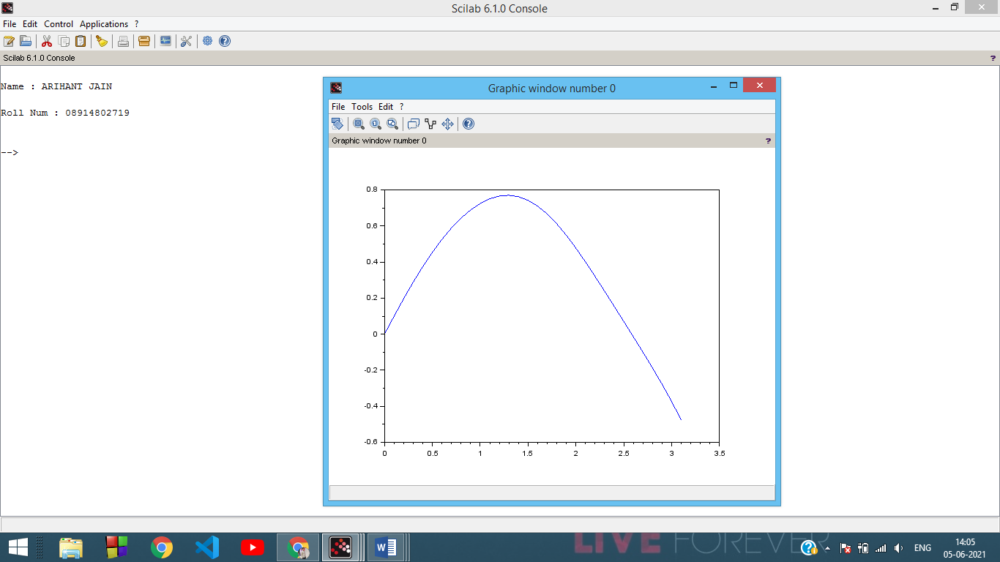 Scilab 6.1.0 Console
File Edit Control Applications ?
Scilab 6.1.0 Console ?
Name : ARIHANT JAIN
Roll Num : 08914802719
-->
Graphic window number 0
File Tools Edit ?
Graphic window number 0 ?
0.8
0.6
0.4
0.2
0
-0.2
-0.4
-0.6
0 0.5 1 1.5 2 2.5 3 3.5
LIVE FOREVER
ENG
14:05
05-06-2021